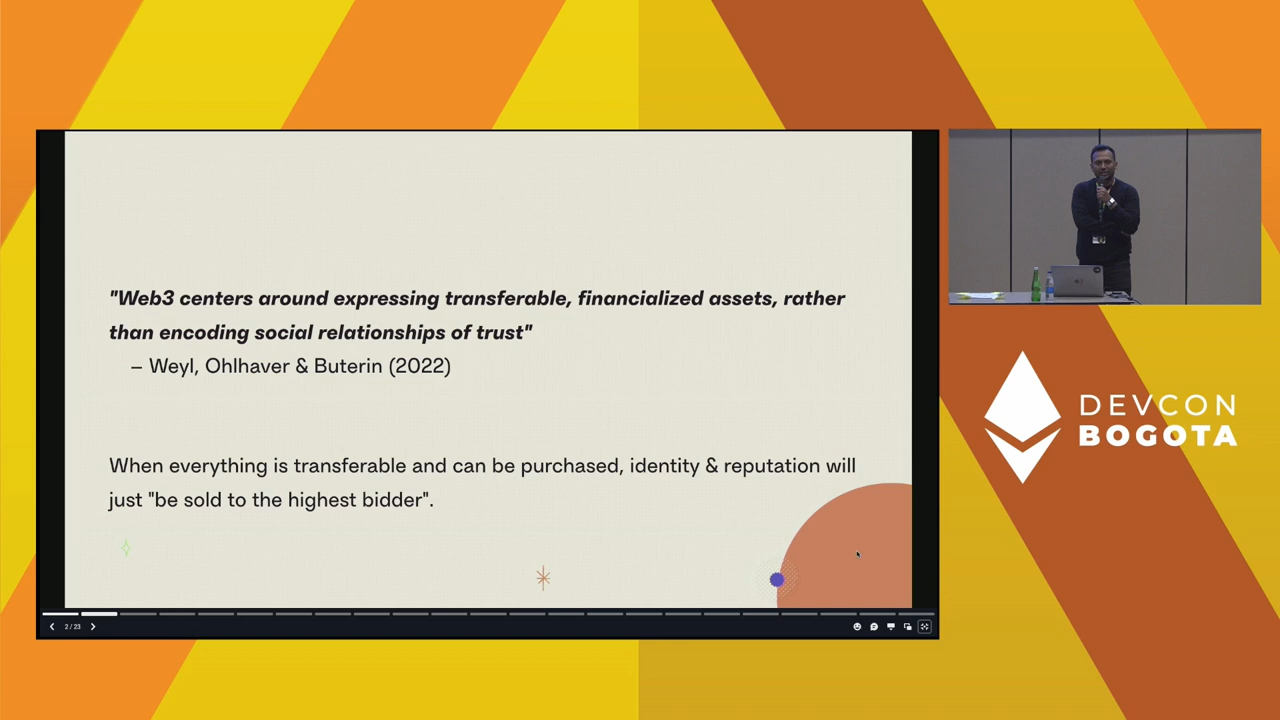 "Web3 centers around expressing transferable, financialized assets, rather
than encoding social relationships of trust"
– Weyl, Ohlhaver & Buterin (2022)
When everything is transferable and can be purchased, identity & reputation will
just "be sold to the highest bidder".
2 / 23
DEVCON
BOGOTA